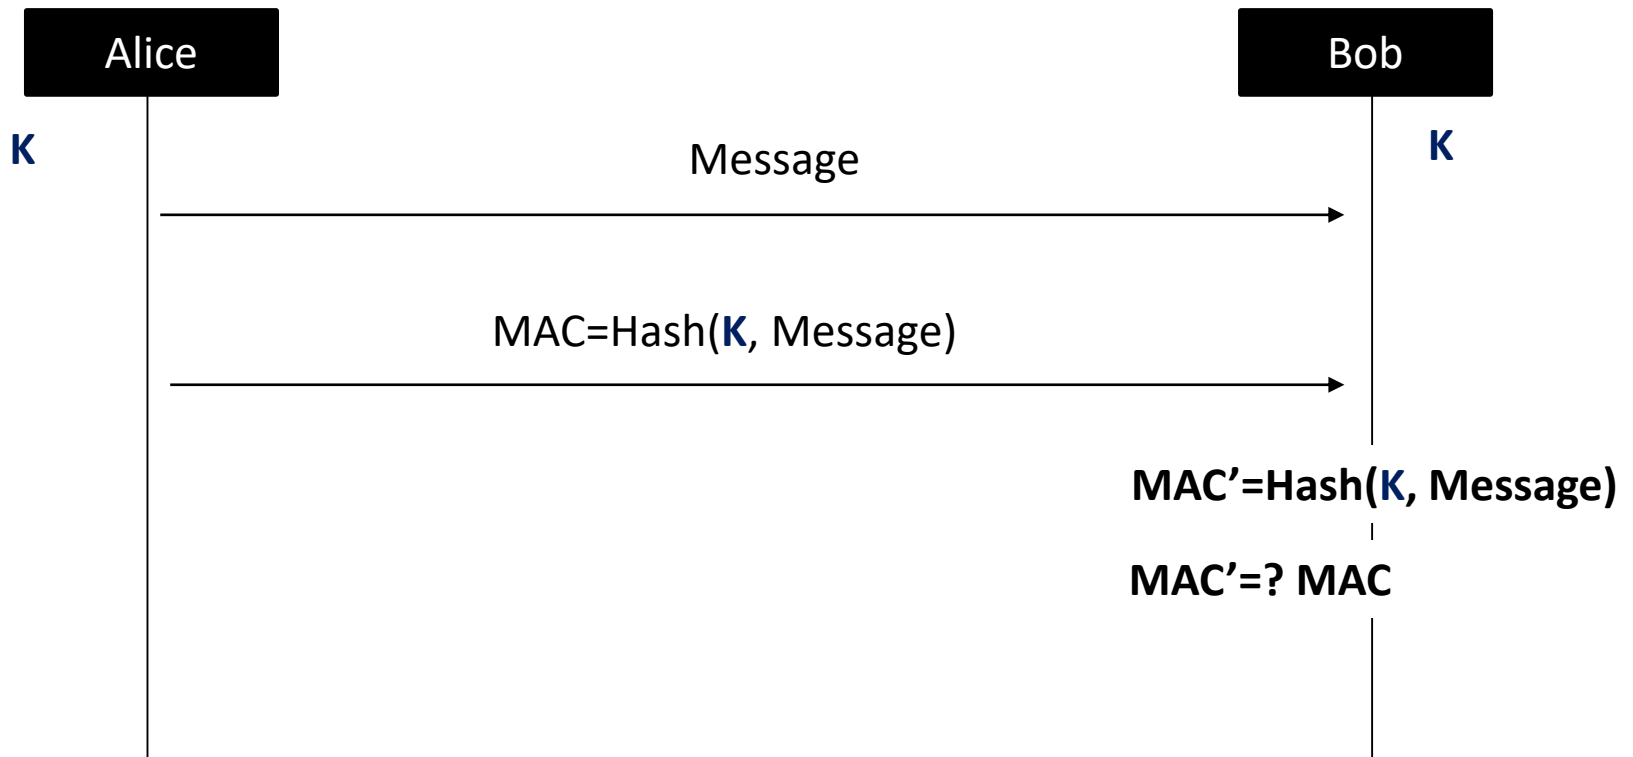 Alice
Bob
K
K
Message
MAC=Hash(K, Message)
MAC’=Hash(K, Message)
MAC’=? MAC